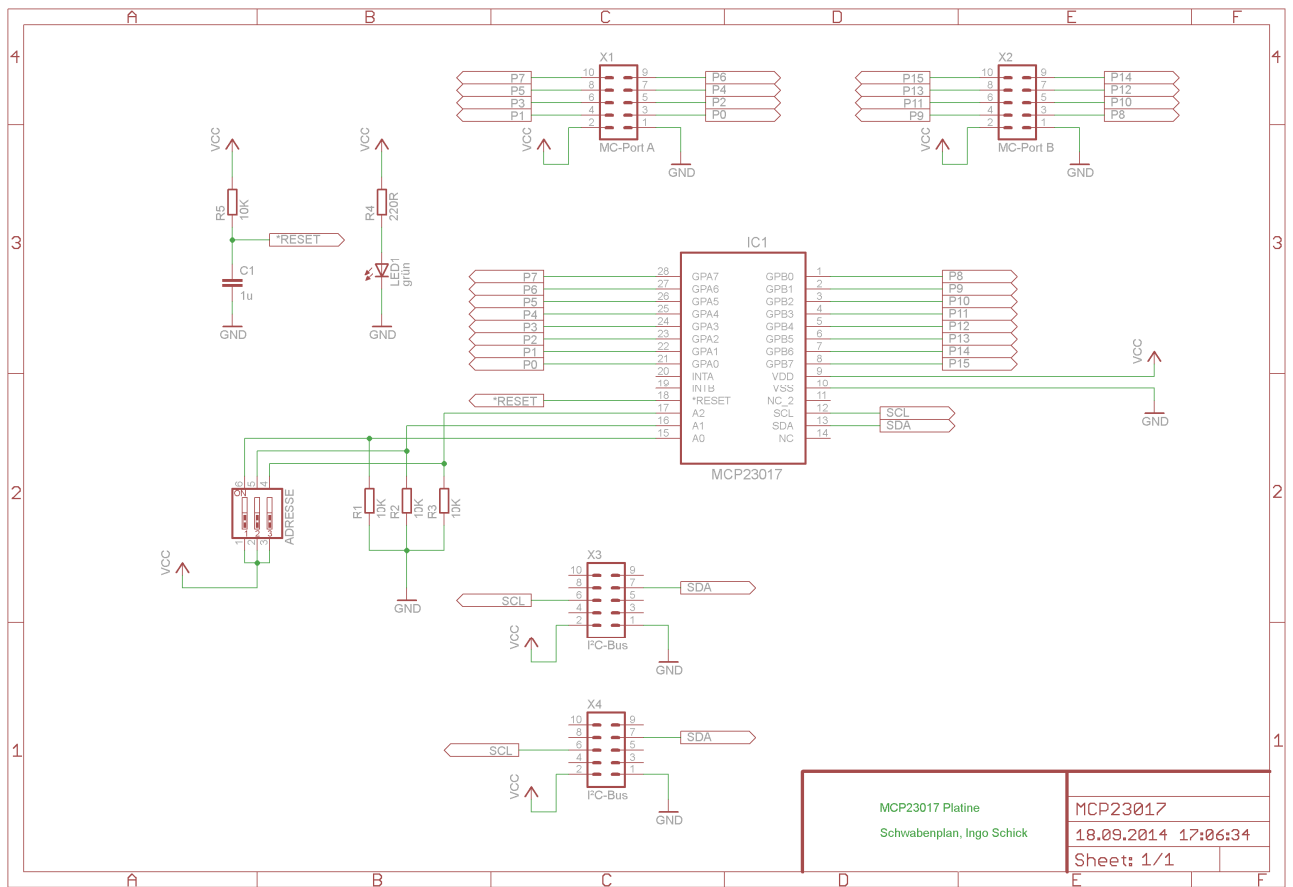 A B C D E F
4 4
X1
10 9
P7 P6
8 7
P5 P4
6 5
P3 P2
4 3
P1 P0
2 1
VCC
MC-Port A
GND
X2
10 9
P15 P14
8 7
P13 P12
6 5
P11 P10
4 3
P9 P8
2 1
VCC
MC-Port B
GND
VCC
R5
10K
*RESET
C1
1u
GND
VCC
R4
220R
LED1
grün
GND
3 3
IC1
P7 28 GPA7 GPB0 1 P8
P6 27 GPA6 GPB1 2 P9
P5 26 GPA5 GPB2 3 P10
P4 25 GPA4 GPB3 4 P11
P3 24 GPA3 GPB4 5 P12
P2 23 GPA2 GPB5 6 P13
P1 22 GPA1 GPB6 7 P14
P0 21 GPA0 GPB7 8 P15
20 INTA VDD 9
19 INTB VSS 10
*RESET 18 *RESET NC_2 11
17 A2 SCL 12 SCL
16 A1 SDA 13 SDA
15 A0 NC 14
MCP23017
VCC
GND
2 2
6 5 4
ON
1 2 3
1 2 3
ADRESSE
VCC
R1
10K
R2
10K
R3
10K
GND
X3
10 9
8 7 SDA
SCL 6 5
4 3
2 1
VCC
I²C-Bus
GND
1 1
X4
10 9
8 7 SDA
SCL 6 5
4 3
2 1
VCC
I²C-Bus
GND
MCP23017 Platine
Schwabenplan, Ingo Schick
MCP23017
18.09.2014 17:06:34
Sheet: 1/1
A B C D E F